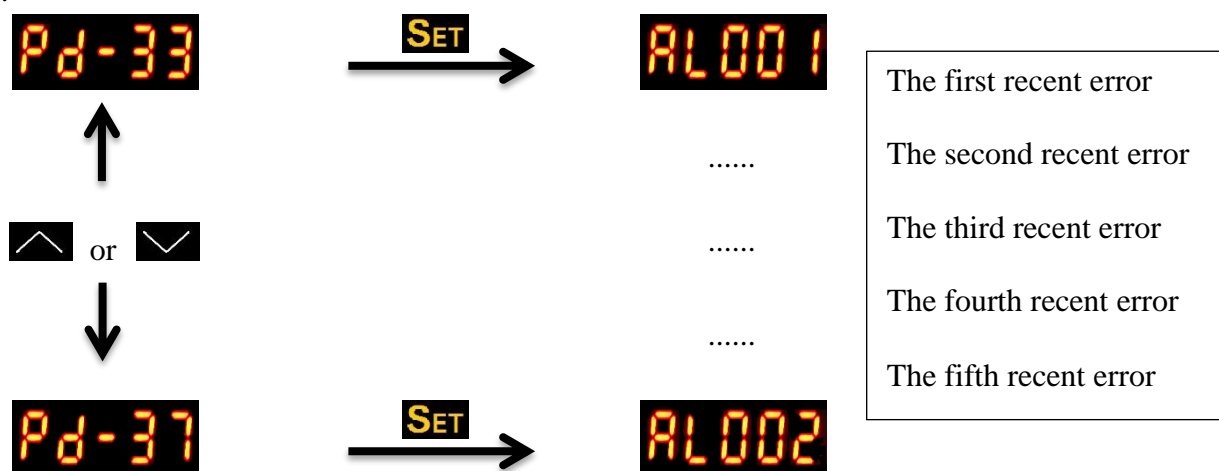 Pd-33
SET
AL001
The first recent error
......
The second recent error
or
......
The third recent error
......
The fourth recent error
The fifth recent error
Pd-37
SET
AL002